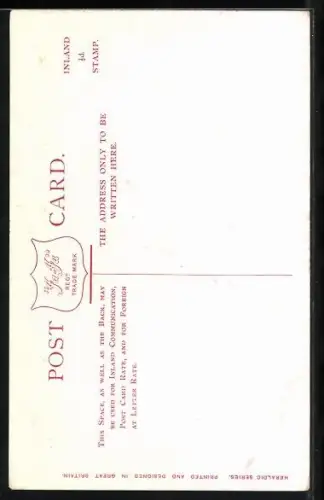 POST CARD.
REGD
TRADE MARK
INLAND
½d.
STAMP.
THIS SPACE, AS WELL AS THE BACK, MAY
BE USED FOR INLAND COMMUNICATION,
POST CARD RATE, AND FOR FOREIGN
AT LETTER RATE.
THE ADDRESS ONLY TO BE
WRITTEN HERE.
HERALDIC SERIES. PRINTED AND DESIGNED IN GREAT BRITAIN.